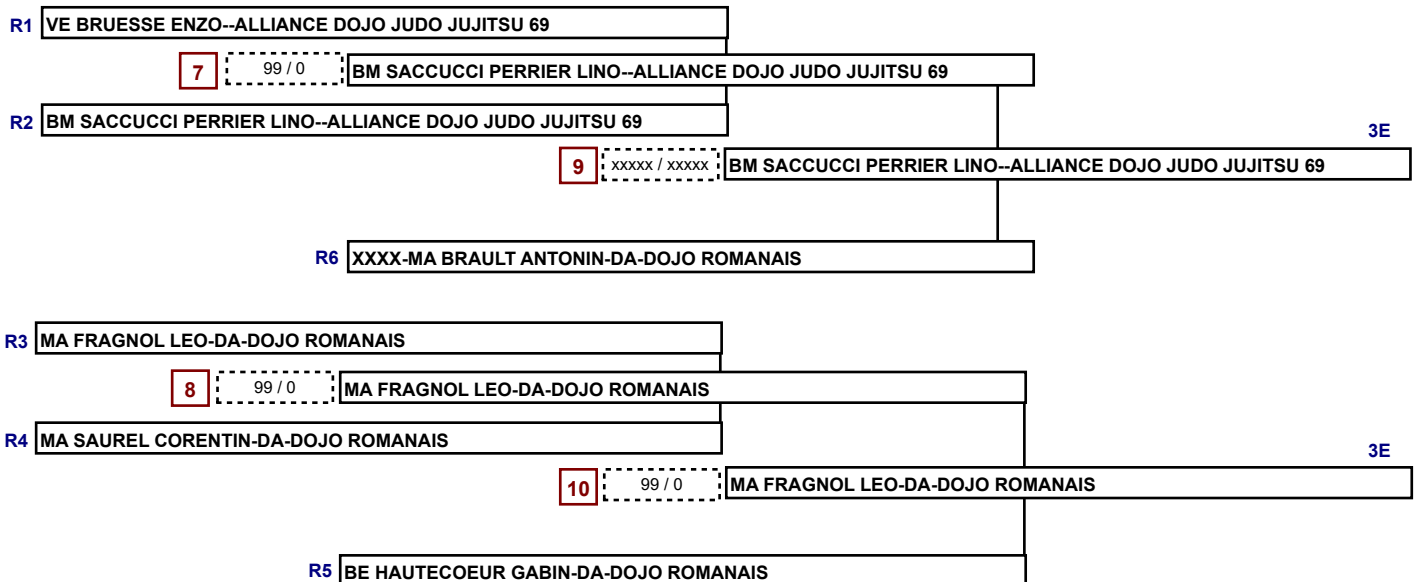 R1 VE BRUESSE ENZO--ALLIANCE DOJO JUDO JUJITSU 69
7 99 / 0 BM SACCUCCI PERRIER LINO--ALLIANCE DOJO JUDO JUJITSU 69
R2 BM SACCUCCI PERRIER LINO--ALLIANCE DOJO JUDO JUJITSU 69
3E
9 xxxxx / xxxxx BM SACCUCCI PERRIER LINO--ALLIANCE DOJO JUDO JUJITSU 69
R6 XXXX-MA BRAULT ANTONIN-DA-DOJO ROMANAIS
R3 MA FRAGNOL LEO-DA-DOJO ROMANAIS
8 99 / 0 MA FRAGNOL LEO-DA-DOJO ROMANAIS
R4 MA SAUREL CORENTIN-DA-DOJO ROMANAIS
3E
10 99 / 0 MA FRAGNOL LEO-DA-DOJO ROMANAIS
R5 BE HAUTECOEUR GABIN-DA-DOJO ROMANAIS